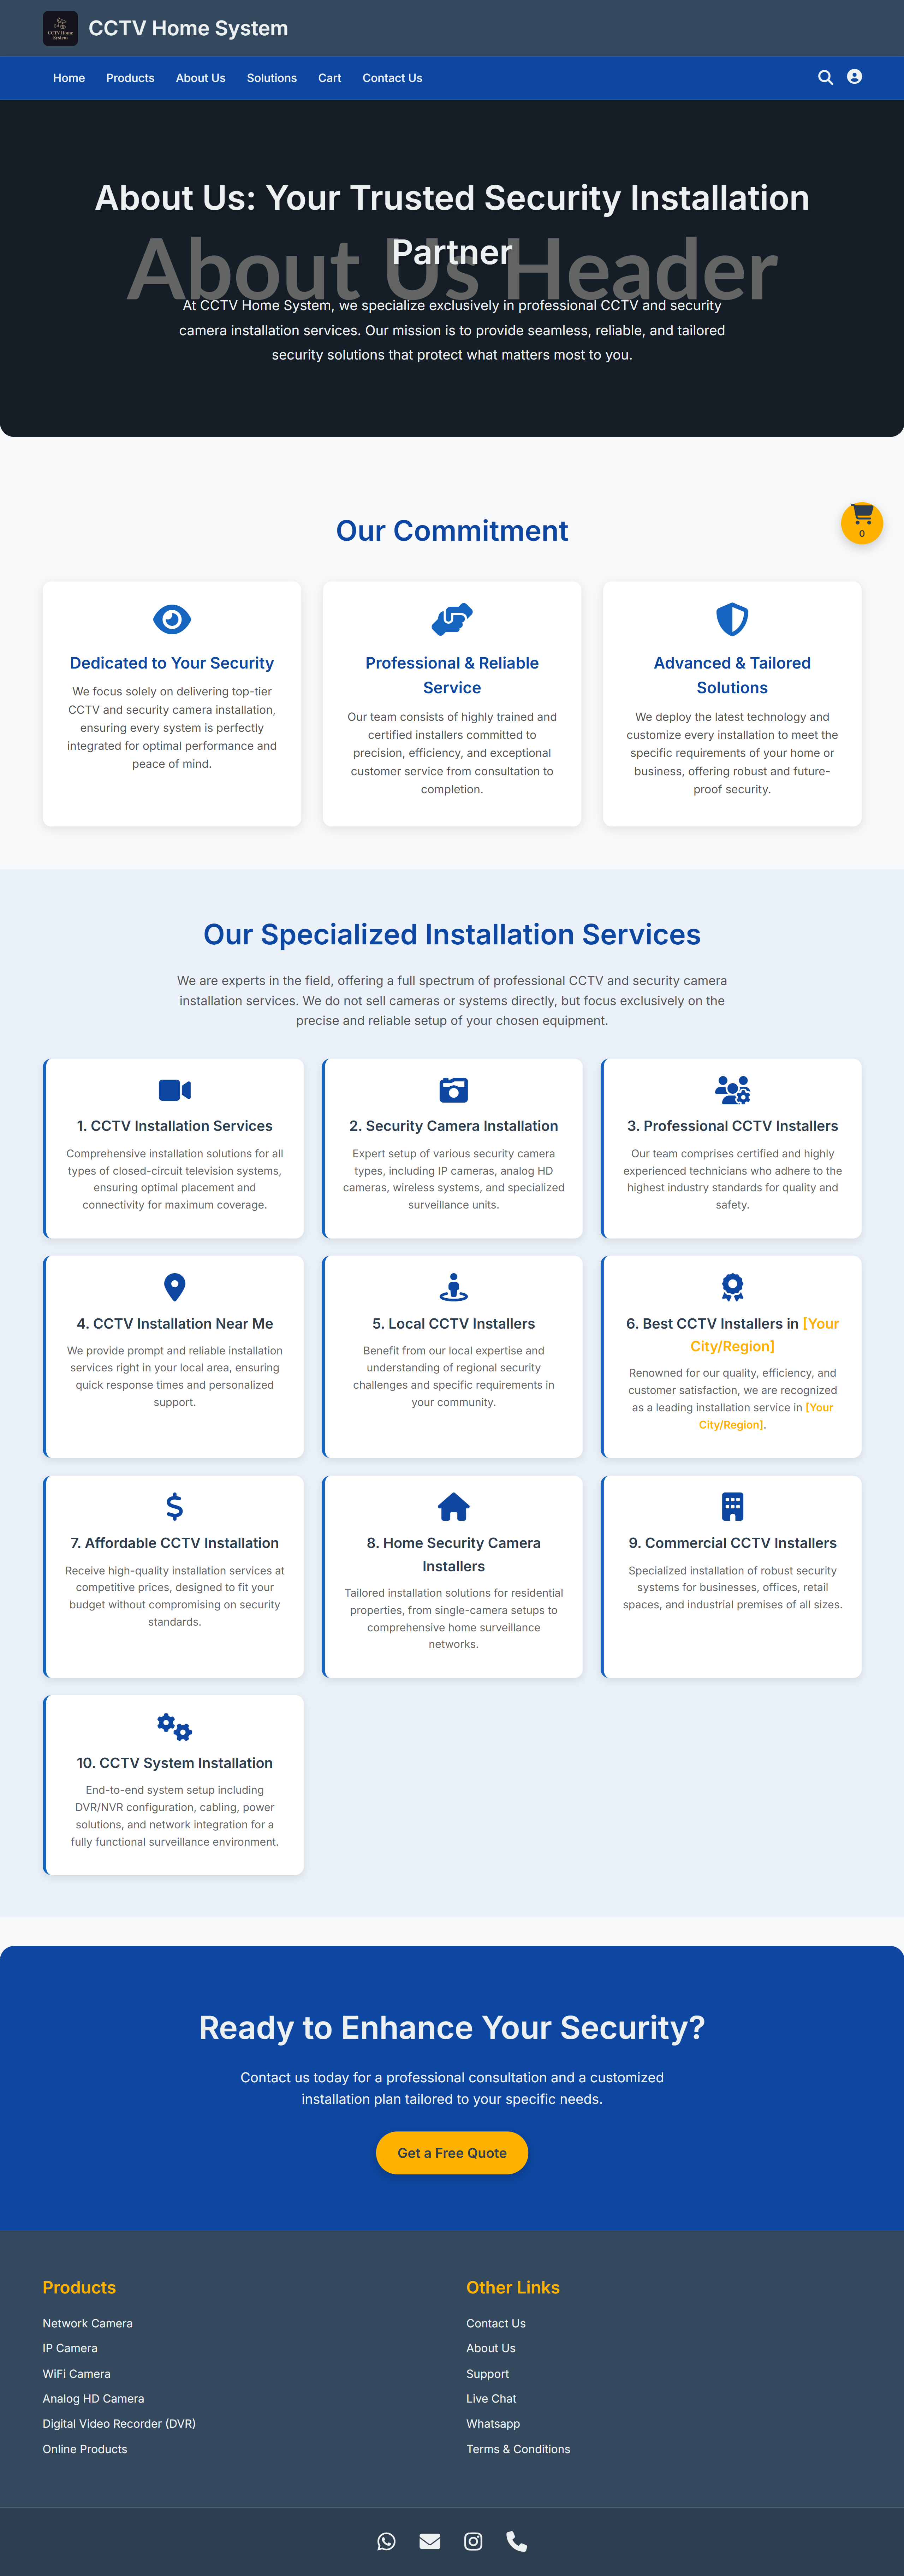 CCTV Home
System
CCTV Home System
Home Products About Us Solutions Cart Contact Us
About Us: Your Trusted Security Installation
Partner
About Us Header
At CCTV Home System, we specialize exclusively in professional CCTV and security
camera installation services. Our mission is to provide seamless, reliable, and tailored
security solutions that protect what matters most to you.
0
Our Commitment
Dedicated to Your Security
We focus solely on delivering top-tier
CCTV and security camera installation,
ensuring every system is perfectly
integrated for optimal performance and
peace of mind.
Professional & Reliable
Service
Our team consists of highly trained and
certified installers committed to
precision, efficiency, and exceptional
customer service from consultation to
completion.
Advanced & Tailored
Solutions
We deploy the latest technology and
customize every installation to meet the
specific requirements of your home or
business, offering robust and future-
proof security.
Our Specialized Installation Services
We are experts in the field, offering a full spectrum of professional CCTV and security camera
installation services. We do not sell cameras or systems directly, but focus exclusively on the
precise and reliable setup of your chosen equipment.
1. CCTV Installation Services
Comprehensive installation solutions for all
types of closed-circuit television systems,
ensuring optimal placement and
connectivity for maximum coverage.
2. Security Camera Installation
Expert setup of various security camera
types, including IP cameras, analog HD
cameras, wireless systems, and specialized
surveillance units.
3. Professional CCTV Installers
Our team comprises certified and highly
experienced technicians who adhere to the
highest industry standards for quality and
safety.
4. CCTV Installation Near Me
We provide prompt and reliable installation
services right in your local area, ensuring
quick response times and personalized
support.
5. Local CCTV Installers
Benefit from our local expertise and
understanding of regional security
challenges and specific requirements in
your community.
6. Best CCTV Installers in [Your
City/Region]
Renowned for our quality, efficiency, and
customer satisfaction, we are recognized
as a leading installation service in [Your
City/Region].
7. Affordable CCTV Installation
Receive high-quality installation services at
competitive prices, designed to fit your
budget without compromising on security
standards.
8. Home Security Camera
Installers
Tailored installation solutions for residential
properties, from single-camera setups to
comprehensive home surveillance
networks.
9. Commercial CCTV Installers
Specialized installation of robust security
systems for businesses, offices, retail
spaces, and industrial premises of all sizes.
10. CCTV System Installation
End-to-end system setup including
DVR/NVR configuration, cabling, power
solutions, and network integration for a
fully functional surveillance environment.
Ready to Enhance Your Security?
Contact us today for a professional consultation and a customized
installation plan tailored to your specific needs.
Get a Free Quote
Products
Network Camera
IP Camera
WiFi Camera
Analog HD Camera
Digital Video Recorder (DVR)
Online Products
Other Links
Contact Us
About Us
Support
Live Chat
Whatsapp
Terms & Conditions